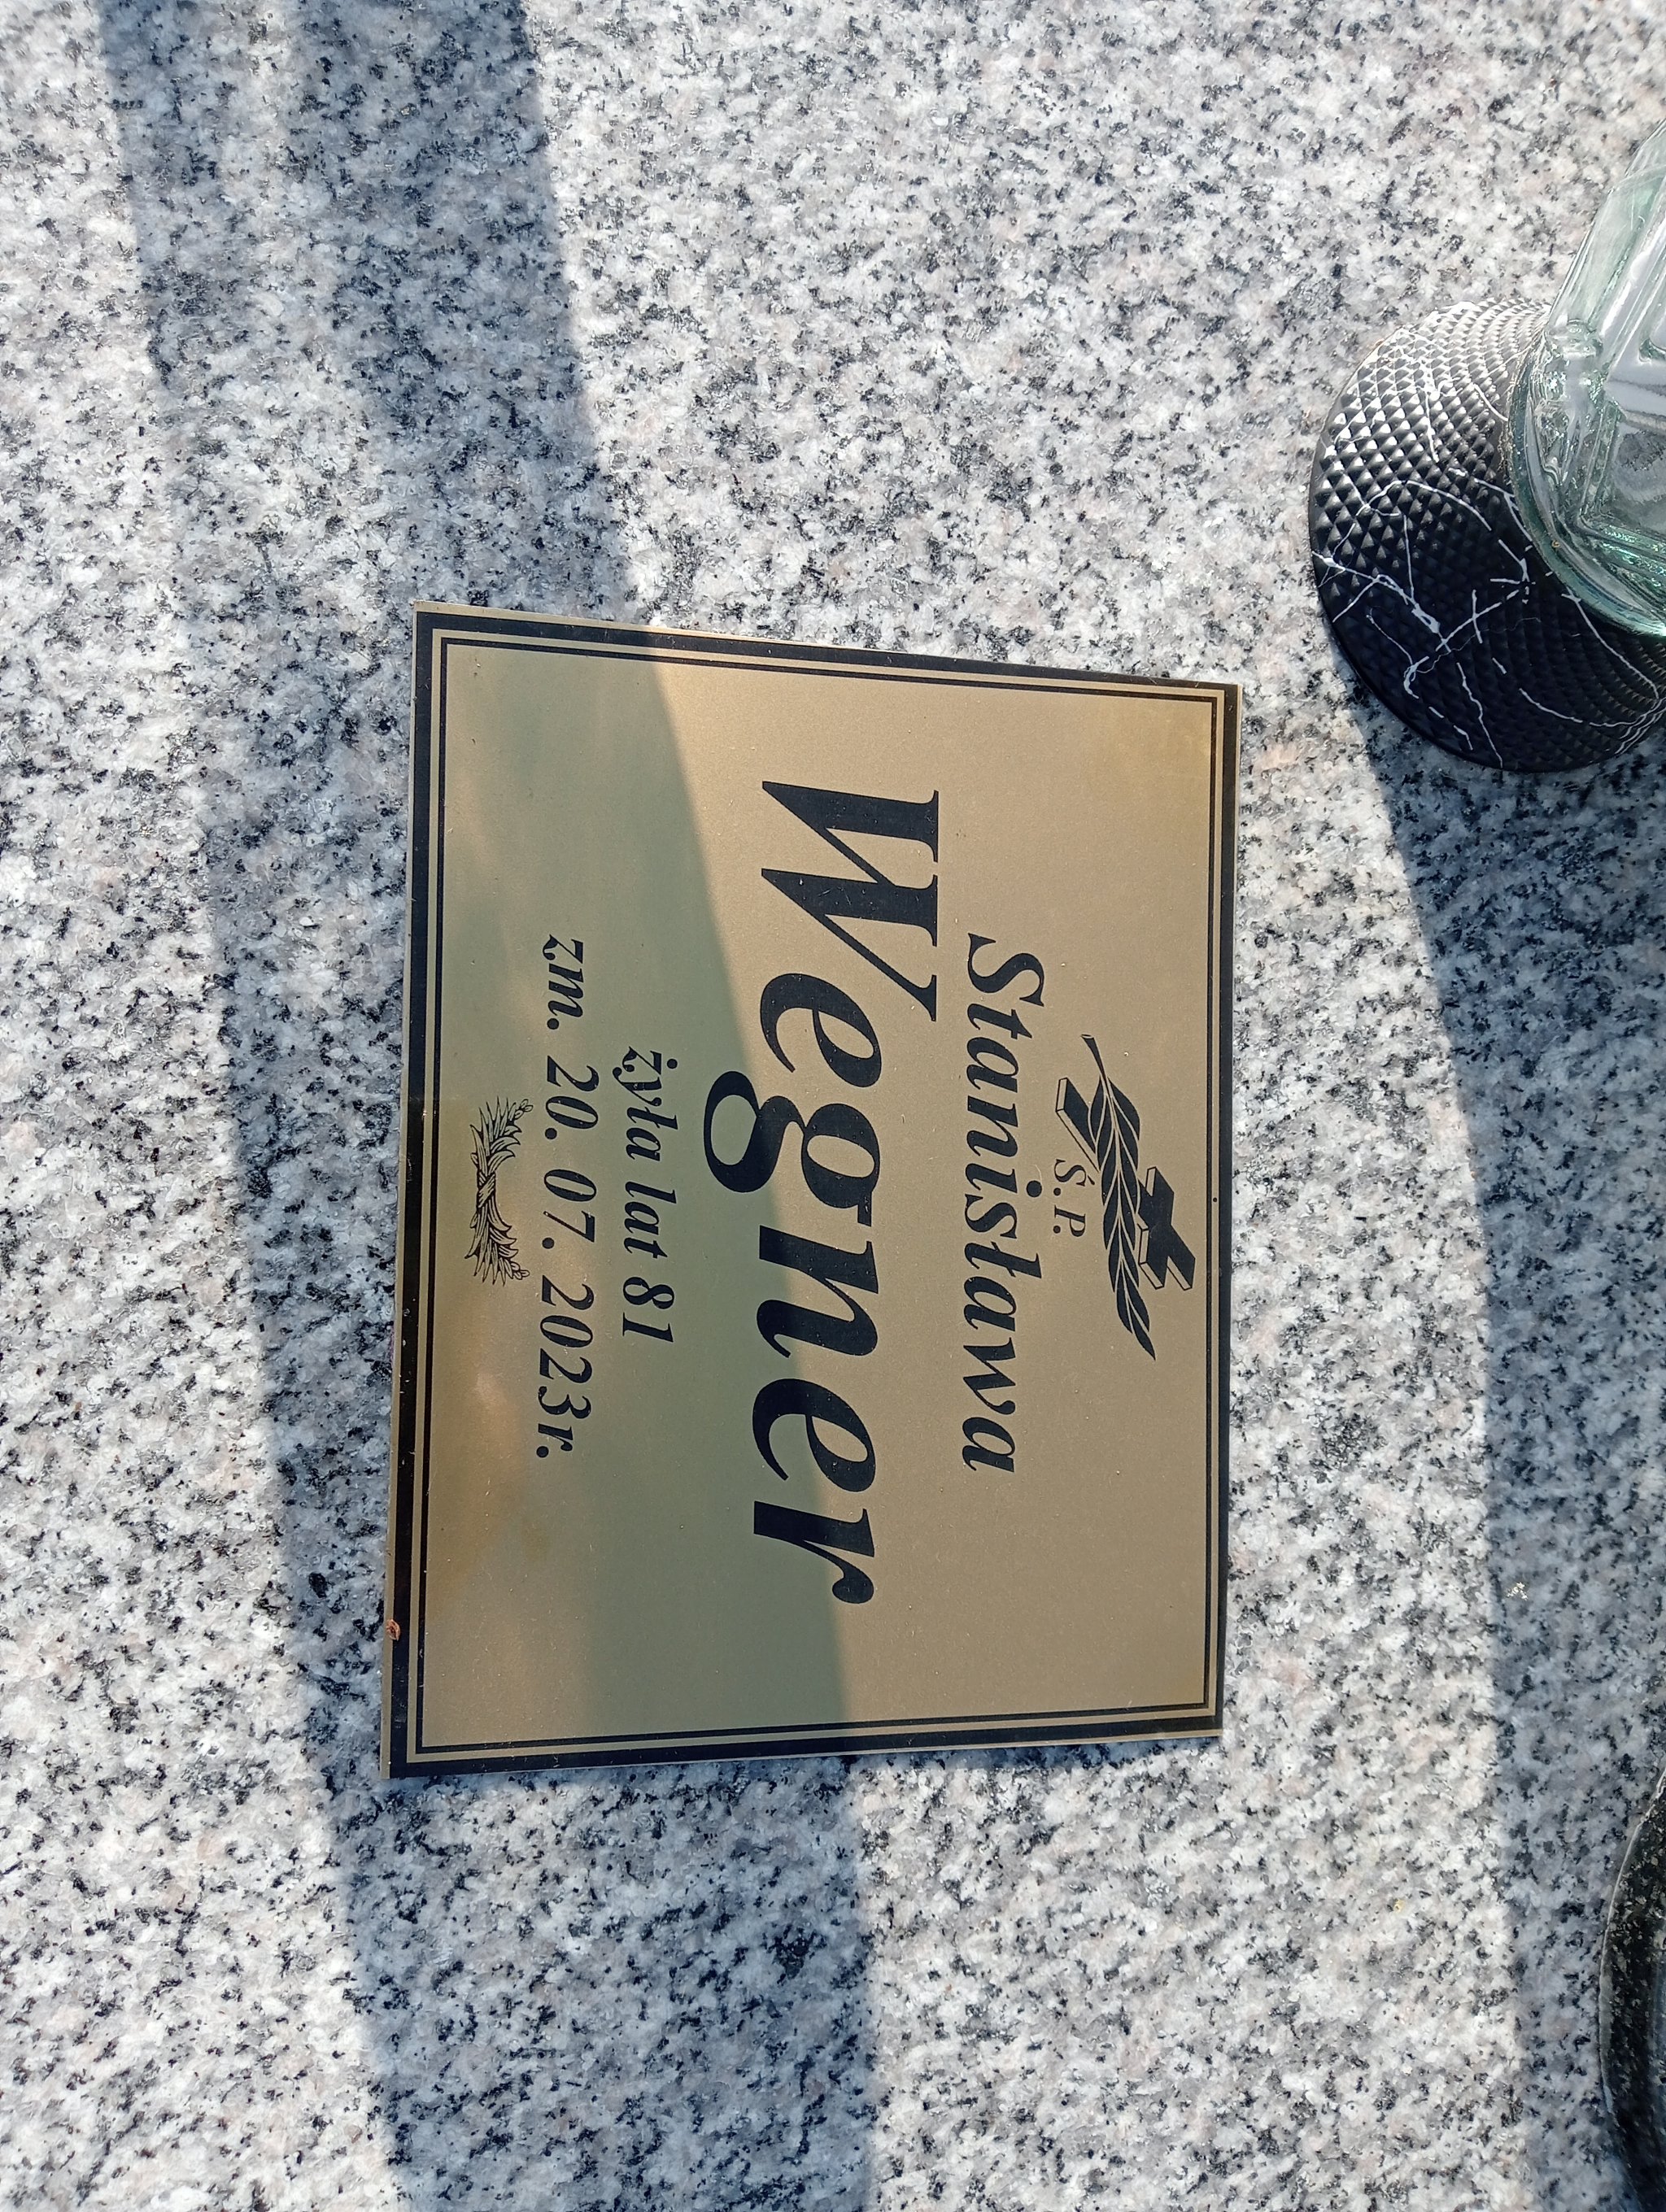 Ś.P.
Stanisława
Wegner
żyła lat 81
zm. 20. 07. 2023r.